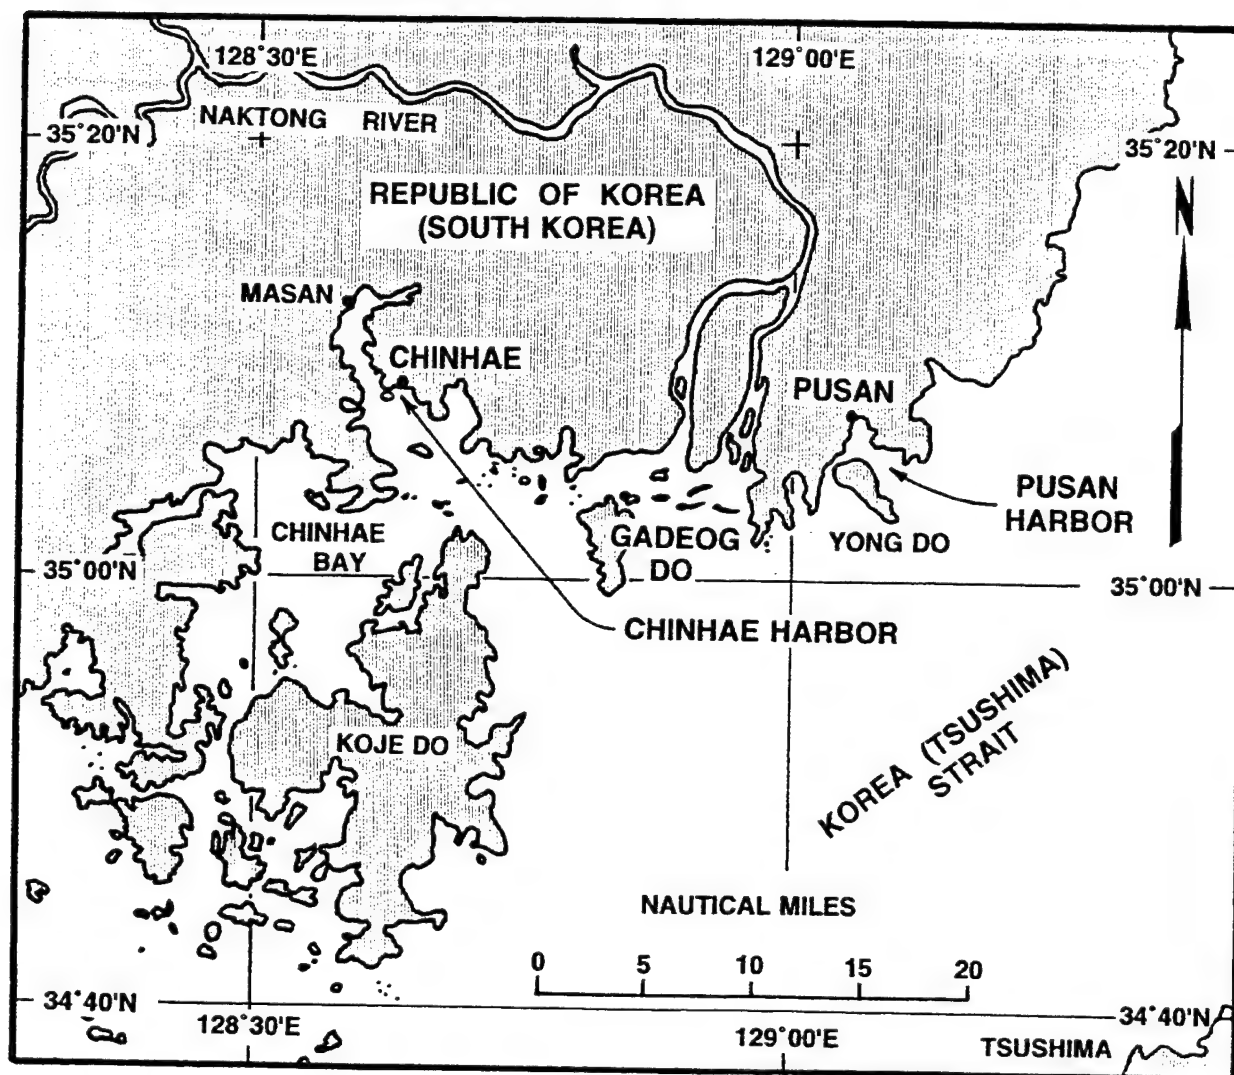 128°30'E
129°00'E
NAKTONG RIVER
35°20'N
35°20'N
REPUBLIC OF KOREA
(SOUTH KOREA)
N
MASAN
CHINHAE
PUSAN
PUSAN
HARBOR
CHINHAE
BAY
GADEOG
DO
YONG DO
35°00'N
35°00'N
CHINHAE HARBOR
KOREA (TSUSHIMA)
STRAIT
KOJE DO
NAUTICAL MILES
0 5 10 15 20
34°40'N
34°40'N
128°30'E
129°00'E
TSUSHIMA